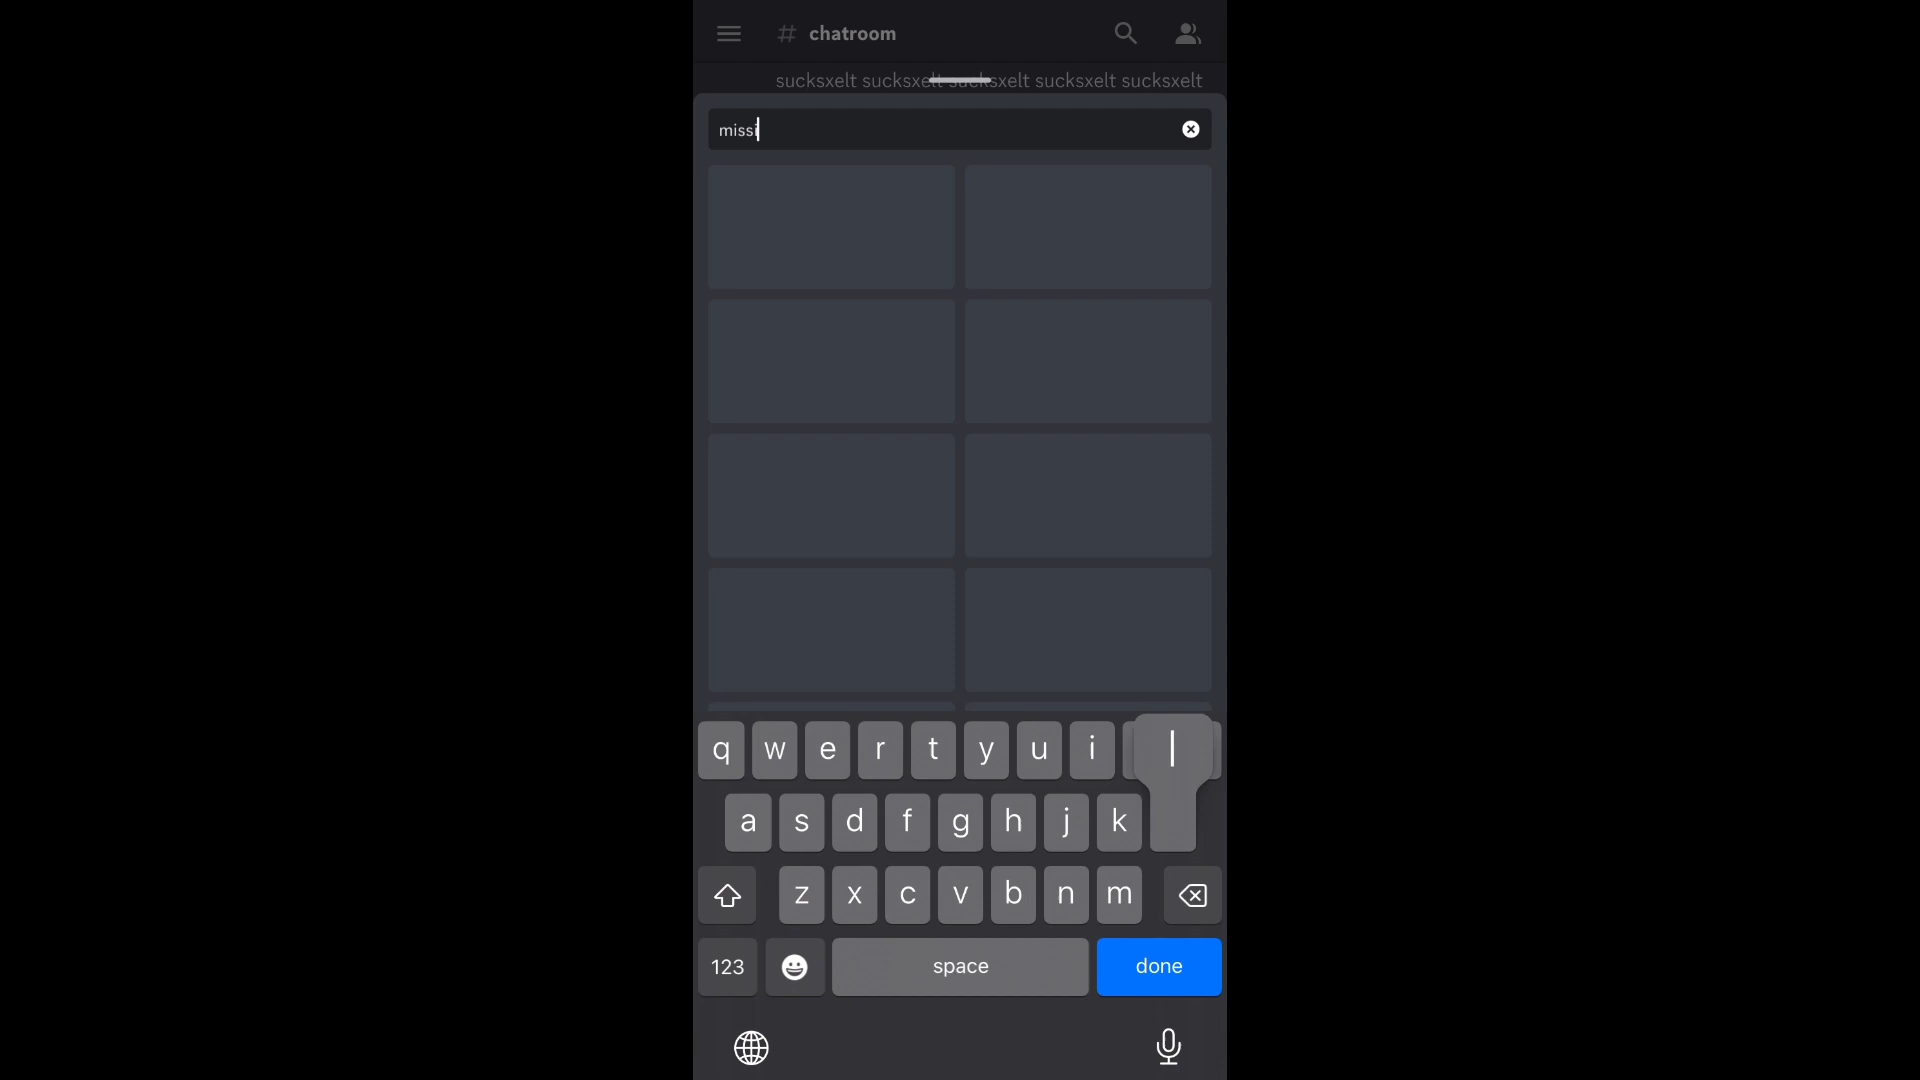 # chatroom
sucksxelt sucksxelt sucksxelt sucksxelt sucksxelt
missi
q w e r t y u i l
a s d f g h j k
z x c v b n m
123 space done